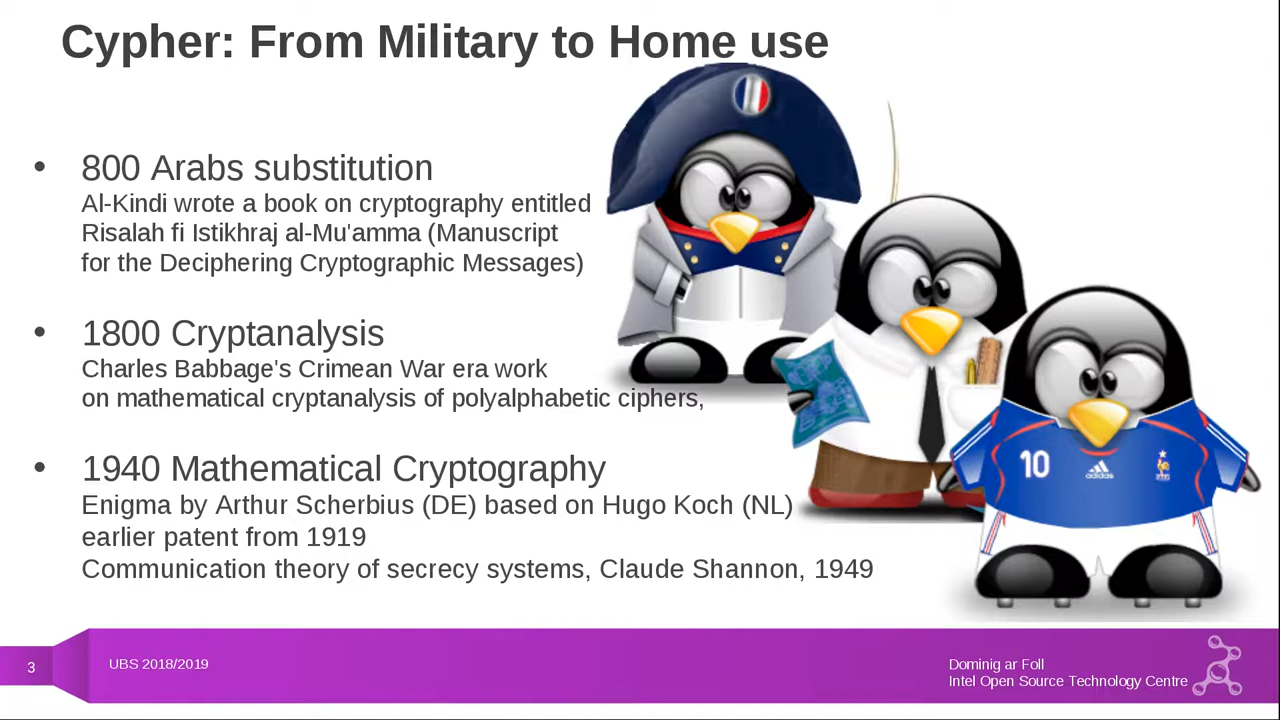 Cypher: From Military to Home use
• 800 Arabs substitution
Al-Kindi wrote a book on cryptography entitled
Risalah fi Istikhraj al-Mu'amma (Manuscript
for the Deciphering Cryptographic Messages)
• 1800 Cryptanalysis
Charles Babbage's Crimean War era work
on mathematical cryptanalysis of polyalphabetic ciphers,
• 1940 Mathematical Cryptography
Enigma by Arthur Scherbius (DE) based on Hugo Koch (NL)
earlier patent from 1919
Communication theory of secrecy systems, Claude Shannon, 1949
10
adidas
3
UBS 2018/2019
Dominig ar Foll
Intel Open Source Technology Centre